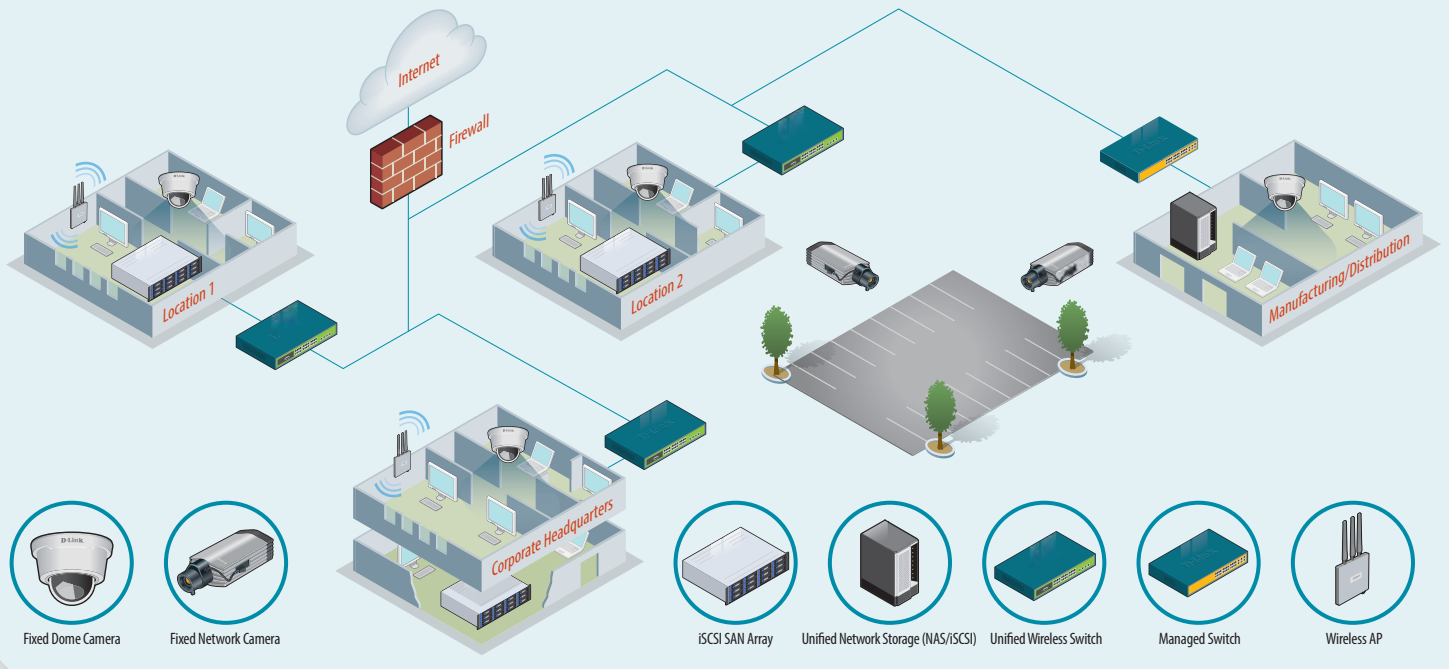 Internet
Firewall
Location 1
Location 2
Manufacturing/Distribution
Corporate Headquarters
D-Link
Fixed Dome Camera
Fixed Network Camera
iSCSI SAN Array
Unified Network Storage (NAS/iSCSI)
Unified Wireless Switch
Managed Switch
Wireless AP